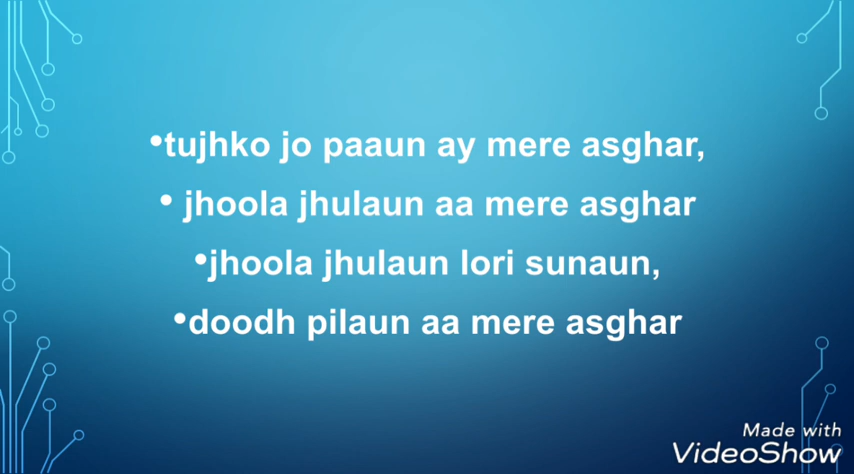 •tujhko jo paaun ay mere asghar,
• jhoola jhulaun aa mere asghar
•jhoola jhulaun lori sunaun,
•doodh pilaun aa mere asghar
Made with
VideoShow